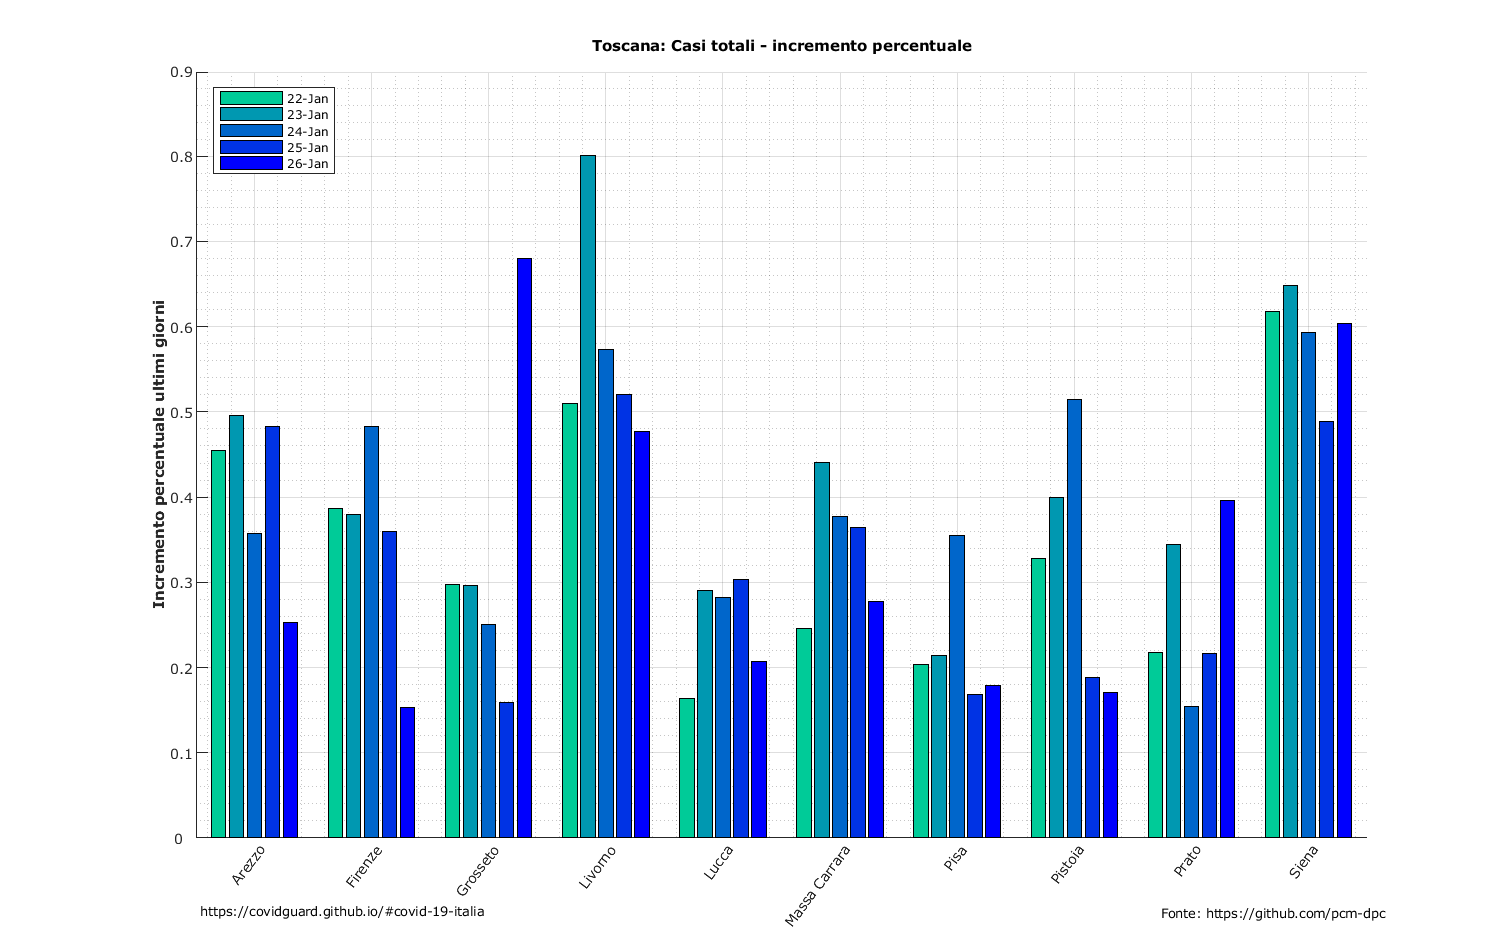 Toscana: Casi totali - incremento percentuale
0.9
0.8
0.7
0.6
0.5
0.4
0.3
0.2
0.1
0
Incremento percentuale ultimi giorni
22-Jan
23-Jan
24-Jan
25-Jan
26-Jan
Arezzo
Firenze
Grosseto
Livorno
Lucca
Massa Carrara
Pisa
Pistoia
Prato
Siena
https://covidguard.github.io/#covid-19-italia
Fonte: https://github.com/pcm-dpc